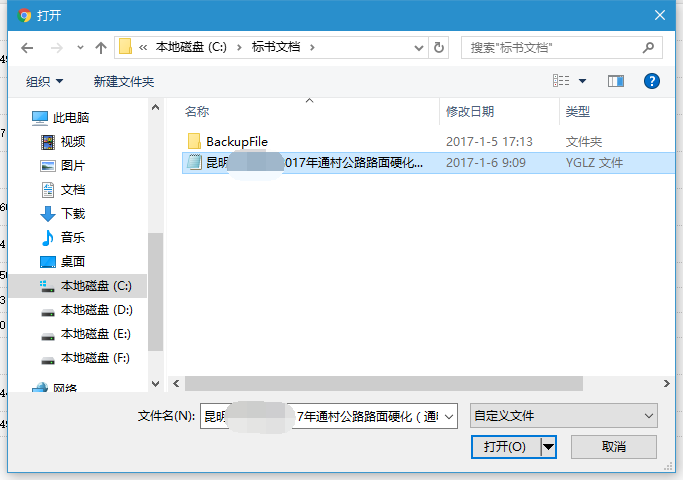 打开
« 本地磁盘 (C:) › 标书文档 ›
搜索"标书文档"
组织 新建文件夹
名称 修改日期 类型
此电脑
视频
图片
文档
下载
音乐
桌面
本地磁盘 (C:)
本地磁盘 (D:)
本地磁盘 (E:)
本地磁盘 (F:)
网络
BackupFile 2017-1-5 17:13 文件夹
昆明 017年通村公路路面硬化... 2017-1-6 9:09 YGLZ 文件
文件名(N): 昆明 7年通村公路路面硬化（通 自定义文件
打开(O) 取消